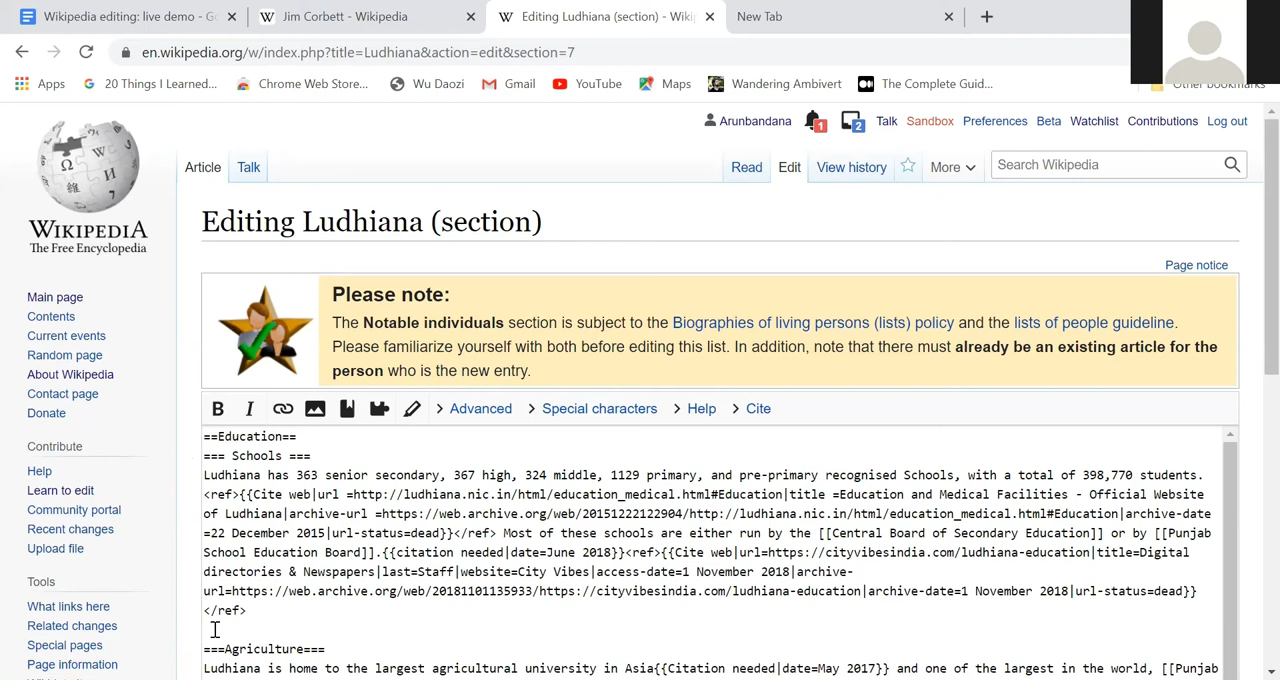 Wikipedia editing: live demo - Go
Jim Corbett - Wikipedia
Editing Ludhiana (section) - Wiki
New Tab
en.wikipedia.org/w/index.php?title=Ludhiana&action=edit&section=7
Apps
20 Things I Learned...
Chrome Web Store...
Wu Daozi
Gmail
YouTube
Maps
Wandering Ambivert
The Complete Guid...
Other bookmarks
Arunbandana
1
2
Talk
Sandbox
Preferences
Beta
Watchlist
Contributions
Log out
Article
Talk
Read
Edit
View history
More
Search Wikipedia
WIKIPEDIA
The Free Encyclopedia
Main page
Contents
Current events
Random page
About Wikipedia
Contact page
Donate
Contribute
Help
Learn to edit
Community portal
Recent changes
Upload file
Tools
What links here
Related changes
Special pages
Page information
Editing Ludhiana (section)
Page notice
Please note:
The Notable individuals section is subject to the Biographies of living persons (lists) policy and the lists of people guideline.
Please familiarize yourself with both before editing this list. In addition, note that there must already be an existing article for the
person who is the new entry.
B
I
Advanced
Special characters
Help
Cite
==Education==
=== Schools ===
Ludhiana has 363 senior secondary, 367 high, 324 middle, 1129 primary, and pre-primary recognised Schools, with a total of 398,770 students.
<ref>{{Cite web|url =http://ludhiana.nic.in/html/education_medical.html#Education|title =Education and Medical Facilities - Official Website
of Ludhiana|archive-url =https://web.archive.org/web/20151222122904/http://ludhiana.nic.in/html/education_medical.html#Education|archive-date
=22 December 2015|url-status=dead}}</ref> Most of these schools are either run by the [[Central Board of Secondary Education]] or by [[Punjab
School Education Board]].{{citation needed|date=June 2018}}<ref>{{Cite web|url=https://cityvibesindia.com/ludhiana-education|title=Digital
directories & Newspapers|last=Staff|website=City Vibes|access-date=1 November 2018|archive-
url=https://web.archive.org/web/20181101135933/https://cityvibesindia.com/ludhiana-education|archive-date=1 November 2018|url-status=dead}}
</ref>
===Agriculture===
Ludhiana is home to the largest agricultural university in Asia{{Citation needed|date=May 2017}} and one of the largest in the world, [[Punjab